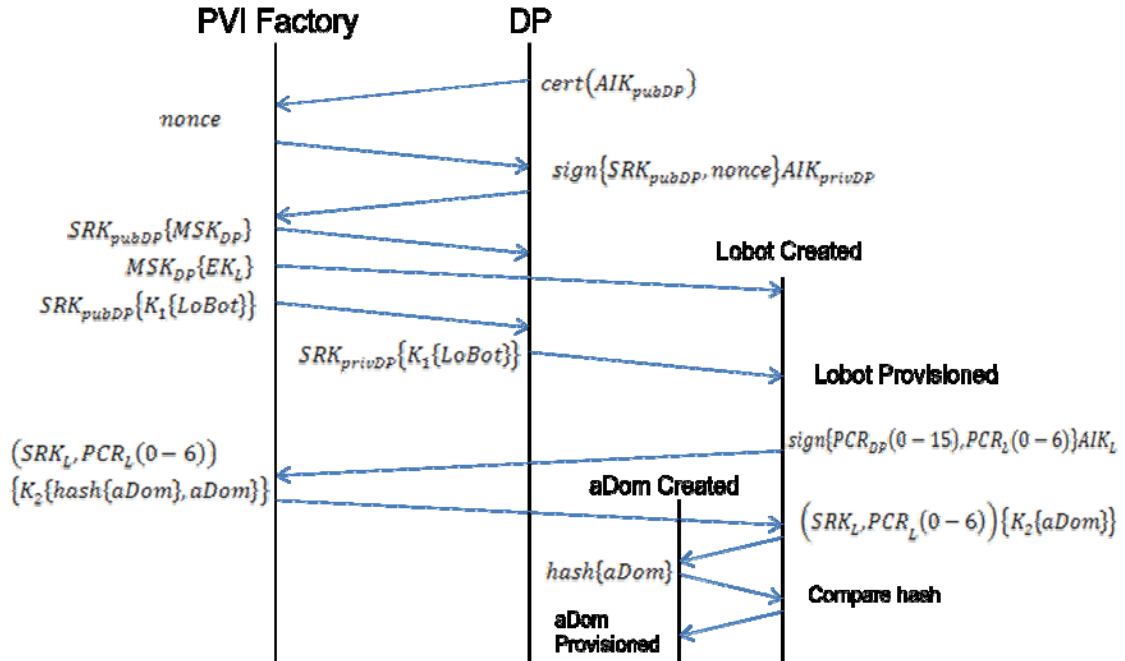 PVI Factory DP
cert(AIK_pubDP)
nonce
sign{SRK_pubDP, nonce}AIK_privDP
SRK_pubDP{MSK_DP}
Lobot Created
MSK_DP{EK_L}
SRK_pubDP{K_1{LoBot}}
SRK_privDP{K_1{LoBot}}
Lobot Provisioned
sign{PCR_DP(0 − 15), PCR_L(0 − 6)}AIK_L
(SRK_L, PCR_L(0 − 6))
{K_2{hash{aDom}, aDom}}
aDom Created
(SRK_L, PCR_L(0 − 6)){K_2{aDom}}
hash{aDom}
Compare hash
aDom
Provisioned